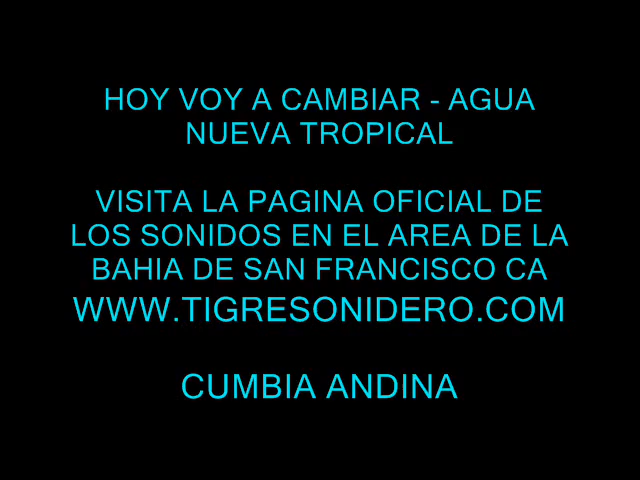 HOY VOY A CAMBIAR - AGUA
NUEVA TROPICAL
VISITA LA PAGINA OFICIAL DE
LOS SONIDOS EN EL AREA DE LA
BAHIA DE SAN FRANCISCO CA
WWW.TIGRESONIDERO.COM
CUMBIA ANDINA